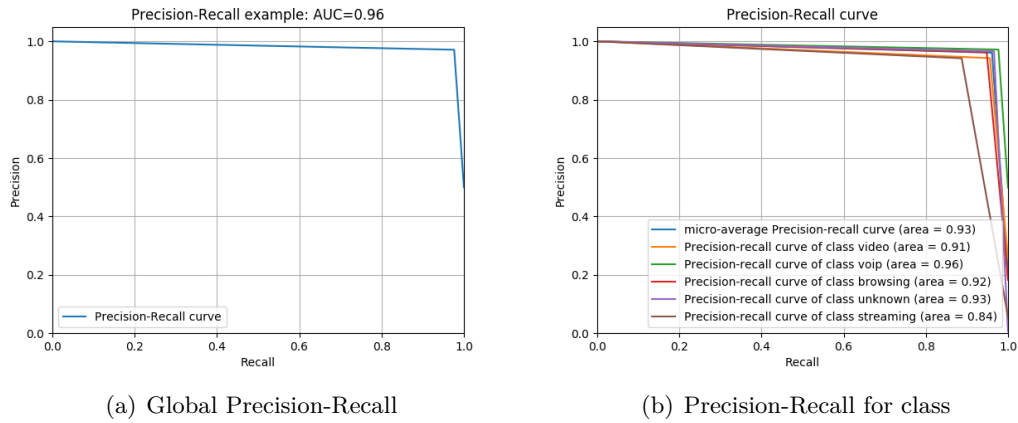 Precision-Recall example: AUC=0.96
1.0
0.8
0.6
0.4
0.2
0.0
Precision
Precision-Recall curve
0.0 0.2 0.4 0.6 0.8 1.0
Recall
(a) Global Precision-Recall
Precision-Recall curve
1.0
0.8
0.6
0.4
0.2
0.0
Precision
micro-average Precision-recall curve (area = 0.93)
Precision-recall curve of class video (area = 0.91)
Precision-recall curve of class voip (area = 0.96)
Precision-recall curve of class browsing (area = 0.92)
Precision-recall curve of class unknown (area = 0.93)
Precision-recall curve of class streaming (area = 0.84)
0.0 0.2 0.4 0.6 0.8 1.0
Recall
(b) Precision-Recall for class